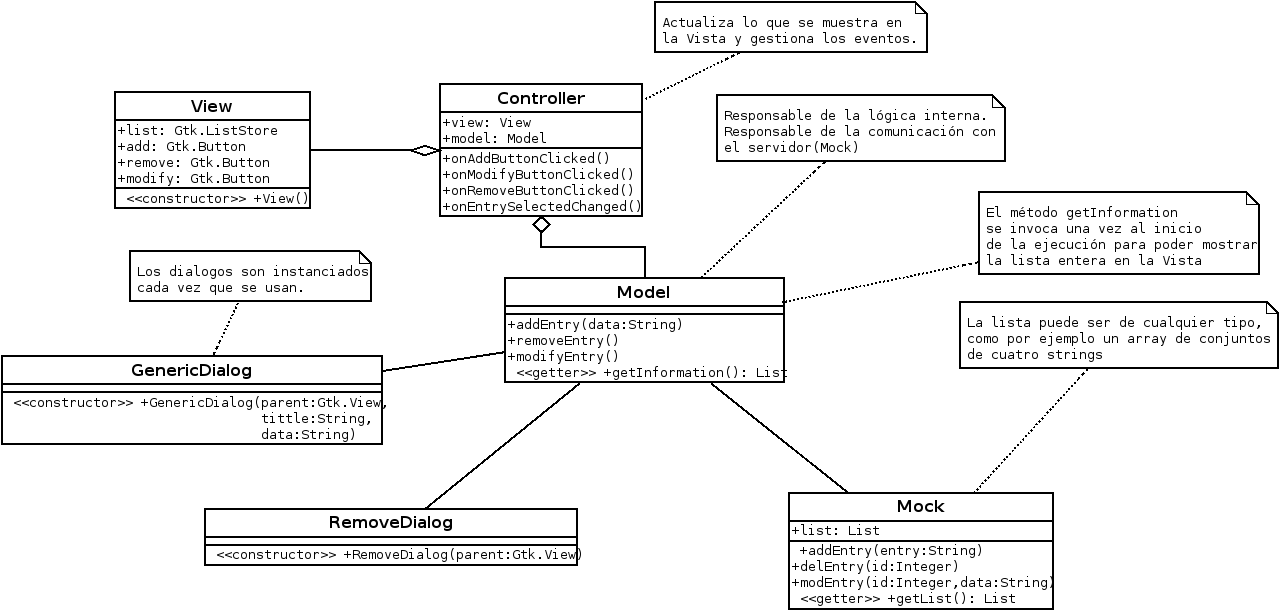 Actualiza lo que se muestra en
la Vista y gestiona los eventos.
View
+list: Gtk.ListStore
+add: Gtk.Button
+remove: Gtk.Button
+modify: Gtk.Button
<<constructor>> +View()
Controller
+view: View
+model: Model
+onAddButtonClicked()
+onModifyButtonClicked()
+onRemoveButtonClicked()
+onEntrySelectedChanged()
Responsable de la lógica interna.
Responsable de la comunicación con
el servidor(Mock)
El método getInformation
se invoca una vez al inicio
de la ejecución para poder mostrar
la lista entera en la Vista
Los dialogos son instanciados
cada vez que se usan.
Model
+addEntry(data:String)
+removeEntry()
+modifyEntry()
<<getter>> +getInformation(): List
La lista puede ser de cualquier tipo,
como por ejemplo un array de conjuntos
de cuatro strings
GenericDialog
<<constructor>> +GenericDialog(parent:Gtk.View,
tittle:String,
data:String)
RemoveDialog
<<constructor>> +RemoveDialog(parent:Gtk.View)
Mock
+list: List
+addEntry(entry:String)
+delEntry(id:Integer)
+modEntry(id:Integer,data:String)
<<getter>> +getList(): List